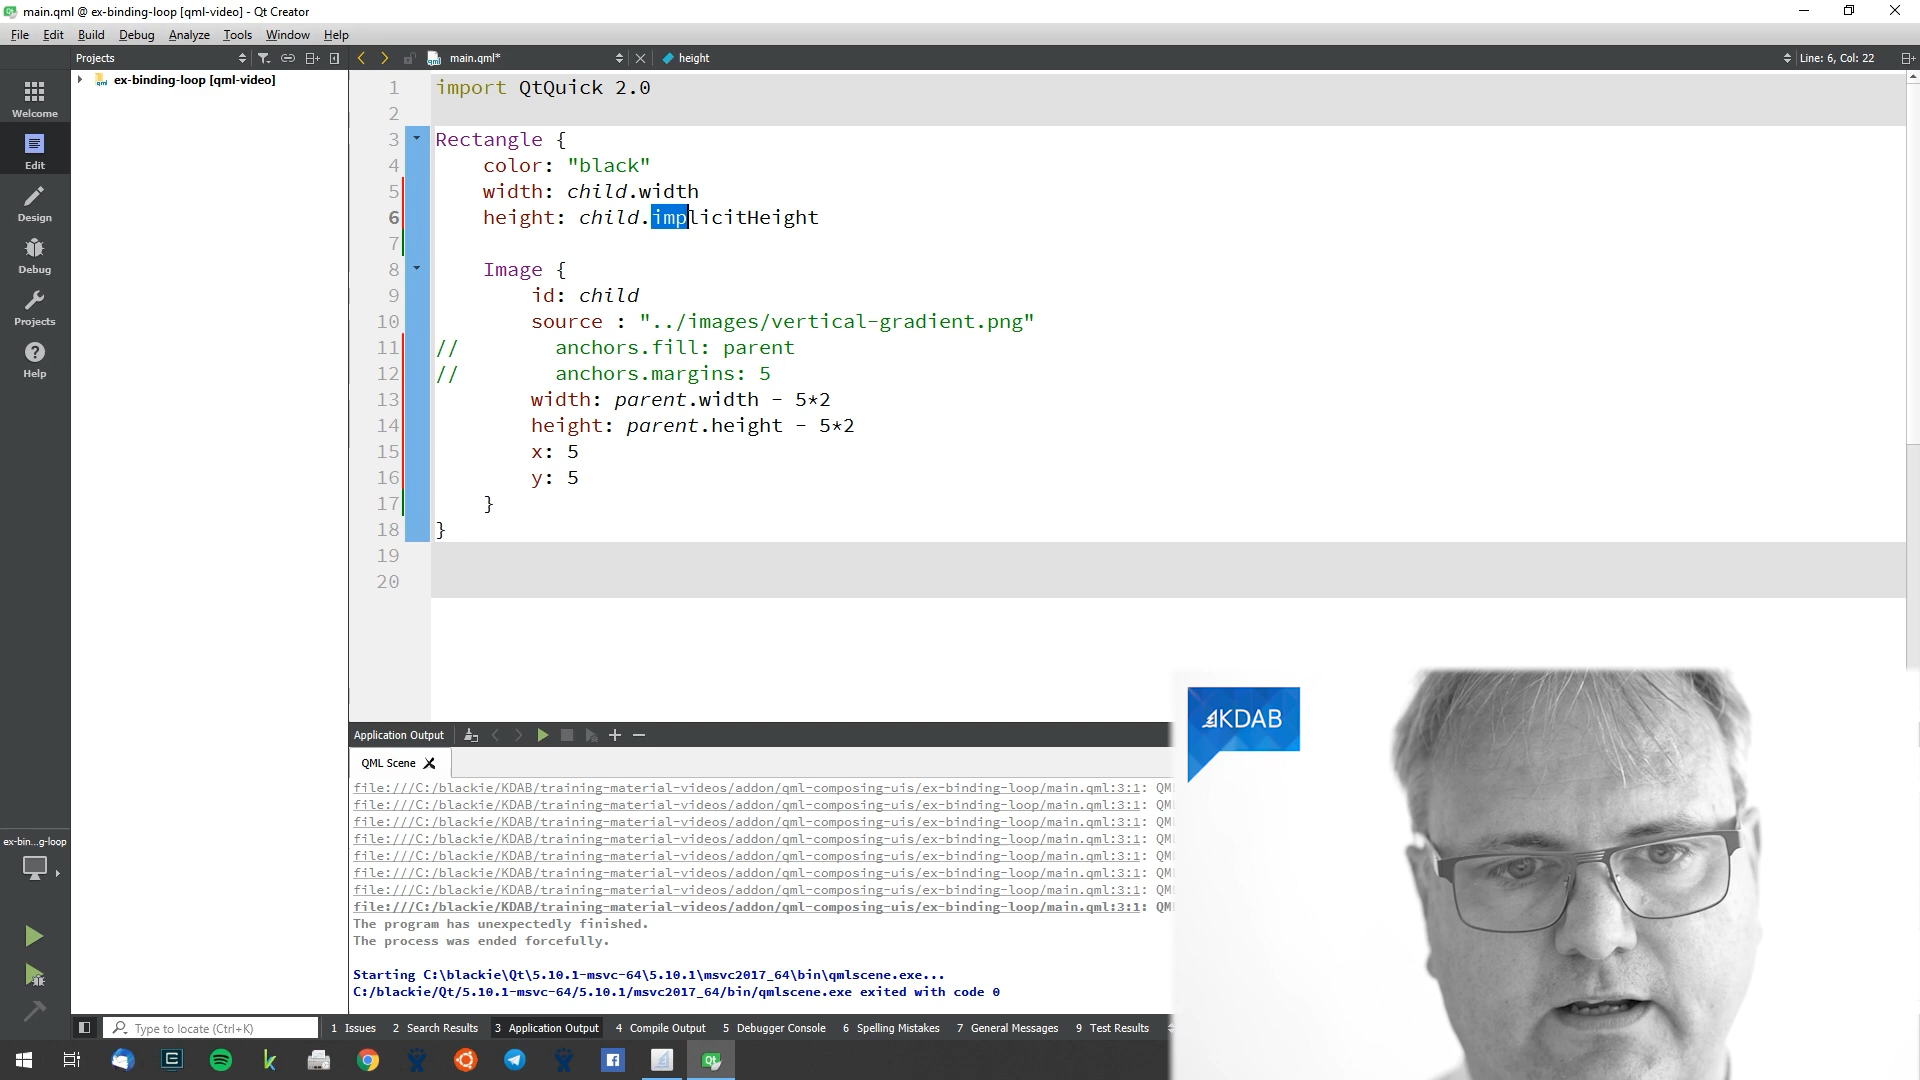 main.qml @ ex-binding-loop [qml-video] - Qt Creator
File Edit Build Debug Analyze Tools Window Help
Projects main.qml* height Line: 6, Col: 22
ex-binding-loop [qml-video]
Welcome
Edit
Design
Debug
Projects
Help
1 import QtQuick 2.0
2
3 Rectangle {
4 color: "black"
5 width: child.width
6 height: child.implicitHeight
7
8 Image {
9 id: child
10 source : "../images/vertical-gradient.png"
11 // anchors.fill: parent
12 // anchors.margins: 5
13 width: parent.width - 5*2
14 height: parent.height - 5*2
15 x: 5
16 y: 5
17 }
18 }
19
20
KDAB
Application Output
QML Scene
file:///C:/blackie/KDAB/training-material-videos/addon/qml-composing-uis/ex-binding-loop/main.qml:3:1: QM
file:///C:/blackie/KDAB/training-material-videos/addon/qml-composing-uis/ex-binding-loop/main.qml:3:1: QM
file:///C:/blackie/KDAB/training-material-videos/addon/qml-composing-uis/ex-binding-loop/main.qml:3:1: QM
file:///C:/blackie/KDAB/training-material-videos/addon/qml-composing-uis/ex-binding-loop/main.qml:3:1: QM
file:///C:/blackie/KDAB/training-material-videos/addon/qml-composing-uis/ex-binding-loop/main.qml:3:1: QM
file:///C:/blackie/KDAB/training-material-videos/addon/qml-composing-uis/ex-binding-loop/main.qml:3:1: QM
file:///C:/blackie/KDAB/training-material-videos/addon/qml-composing-uis/ex-binding-loop/main.qml:3:1: QM
file:///C:/blackie/KDAB/training-material-videos/addon/qml-composing-uis/ex-binding-loop/main.qml:3:1: QM
The program has unexpectedly finished.
The process was ended forcefully.
Starting C:\blackie\Qt\5.10.1-msvc-64\5.10.1\msvc2017_64\bin\qmlscene.exe...
C:/blackie/Qt/5.10.1-msvc-64/5.10.1/msvc2017_64/bin/qmlscene.exe exited with code 0
ex-bin...g-loop
Type to locate (Ctrl+K) 1 Issues 2 Search Results 3 Application Output 4 Compile Output 5 Debugger Console 6 Spelling Mistakes 7 General Messages 9 Test Results